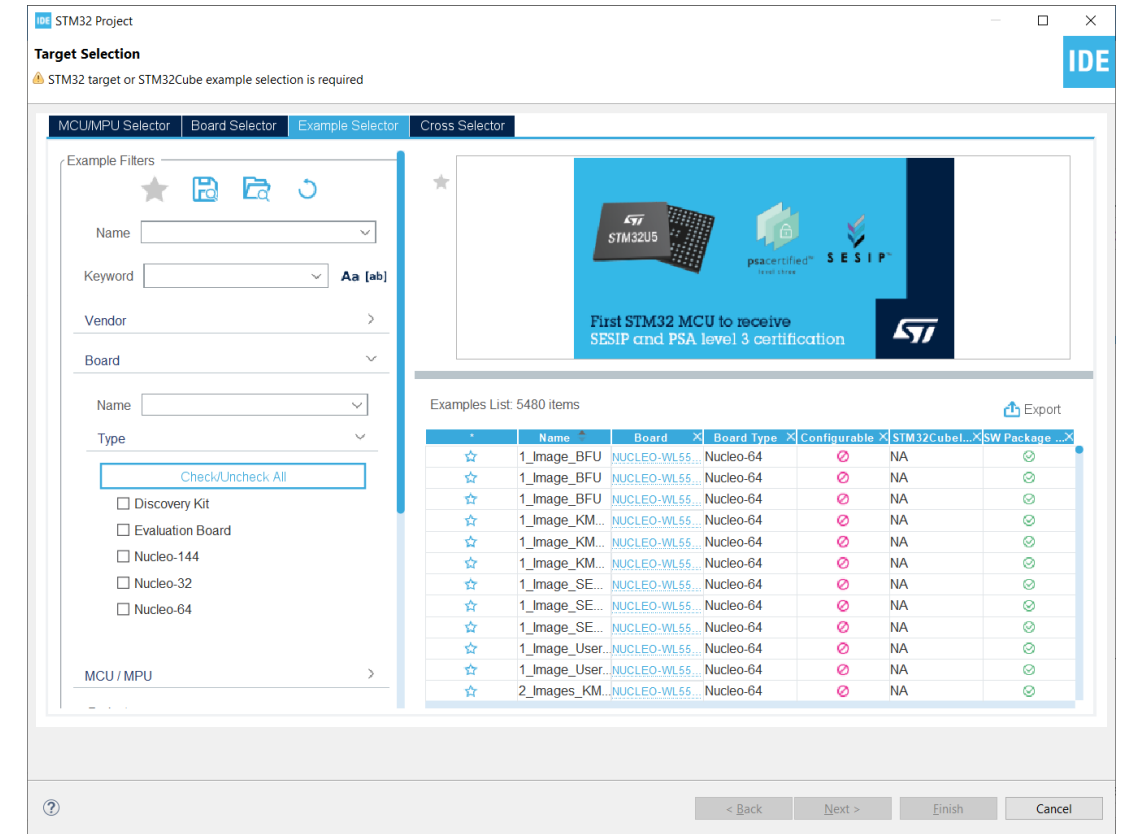 IDE STM32 Project
Target Selection
STM32 target or STM32Cube example selection is required
IDE
MCU/MPU Selector Board Selector Example Selector Cross Selector
Example Filters
Name
Keyword Aa [ab]
Vendor
Board
Name
Type
Check/Uncheck All
Discovery Kit
Evaluation Board
Nucleo-144
Nucleo-32
Nucleo-64
MCU / MPU
STM32U5
psacertified™
level three
SESIP™
First STM32 MCU to receive
SESIP and PSA level 3 certification
ST
Examples List: 5480 items
Export
* Name Board Board Type Configurable STM32CubeI... SW Package ...
1_Image_BFU NUCLEO-WL55... Nucleo-64 NA
1_Image_BFU NUCLEO-WL55... Nucleo-64 NA
1_Image_BFU NUCLEO-WL55... Nucleo-64 NA
1_Image_KM... NUCLEO-WL55... Nucleo-64 NA
1_Image_KM... NUCLEO-WL55... Nucleo-64 NA
1_Image_KM... NUCLEO-WL55... Nucleo-64 NA
1_Image_SE... NUCLEO-WL55... Nucleo-64 NA
1_Image_SE... NUCLEO-WL55... Nucleo-64 NA
1_Image_SE... NUCLEO-WL55... Nucleo-64 NA
1_Image_User... NUCLEO-WL55... Nucleo-64 NA
1_Image_User... NUCLEO-WL55... Nucleo-64 NA
2_Images_KM... NUCLEO-WL55... Nucleo-64 NA
< Back Next > Finish Cancel